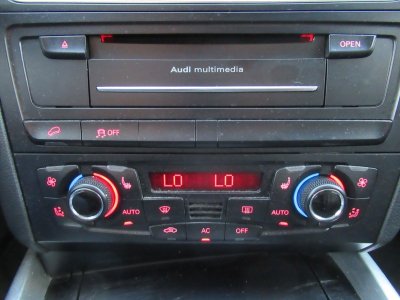 OPEN
Audi multimedia
OFF
LO LO
AUTO AUTO
AC OFF